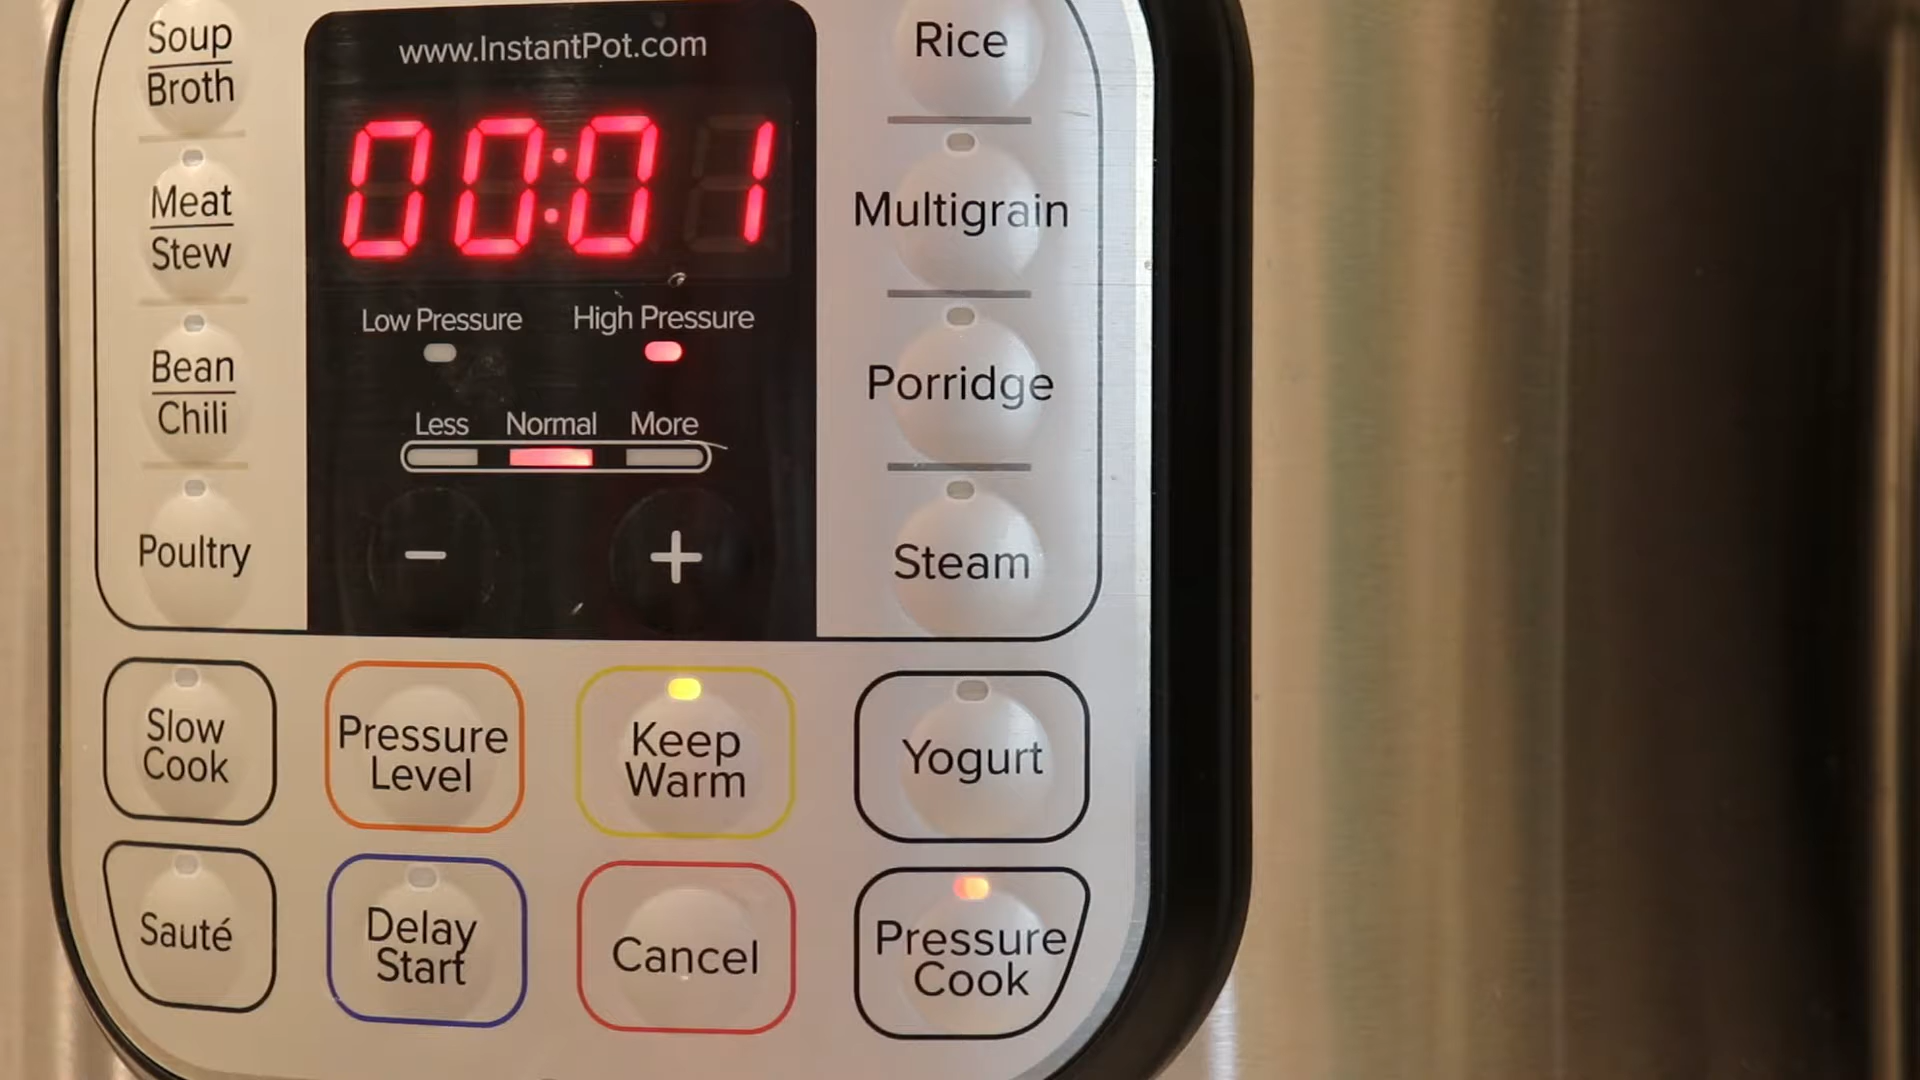 Soup
Broth
Meat
Stew
Bean
Chili
Poultry
www.InstantPot.com
00:01
Low Pressure High Pressure
Less Normal More
- +
Rice
Multigrain
Porridge
Steam
Slow
Cook
Pressure
Level
Keep
Warm
Yogurt
Sauté
Delay
Start
Cancel
Pressure
Cook